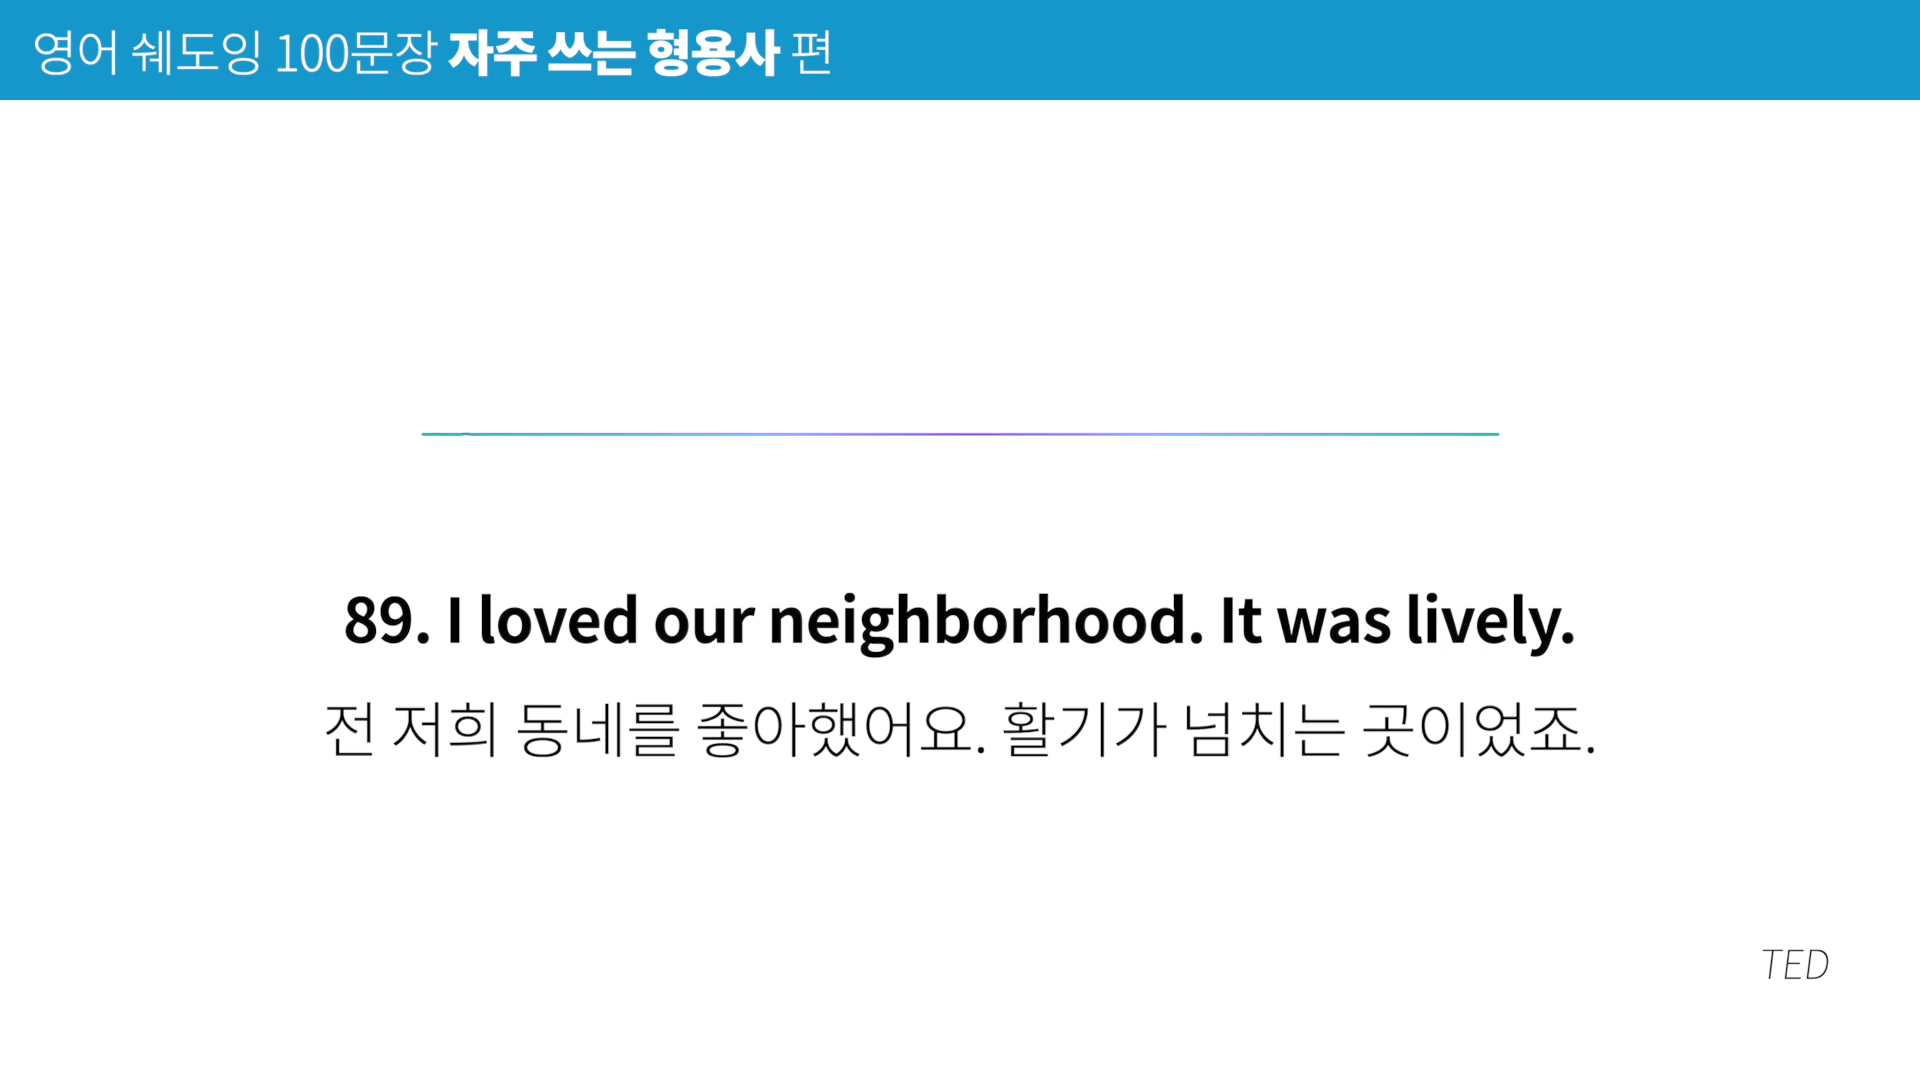 영어 쉐도잉 100문장 자주 쓰는 형용사 편
89. I loved our neighborhood. It was lively.
전 저희 동네를 좋아했어요. 활기가 넘치는 곳이었죠.
TED